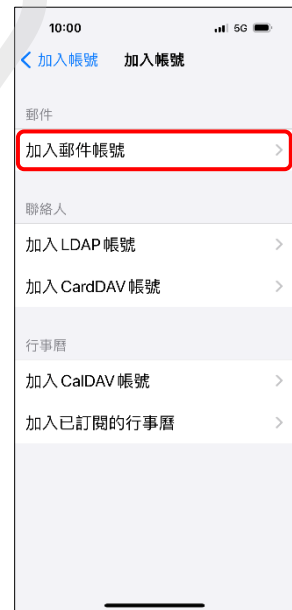 10:00 5G
加入帳號 加入帳號
郵件
加入郵件帳號
聯絡人
加入 LDAP 帳號
加入 CardDAV 帳號
行事曆
加入 CalDAV 帳號
加入已訂閱的行事曆